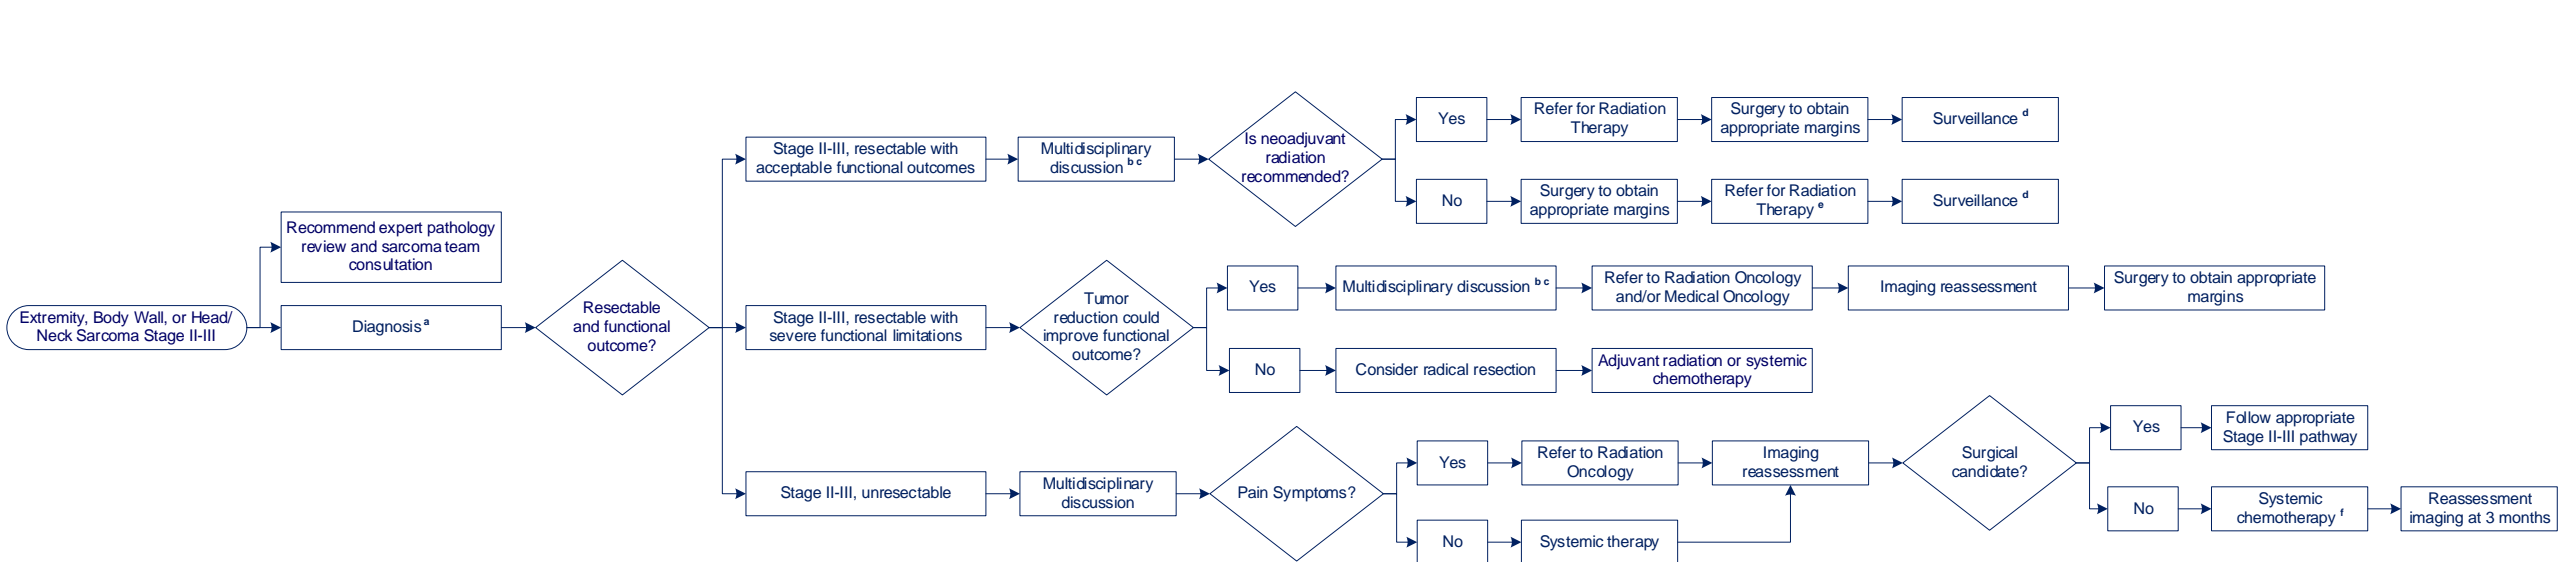 Extremity, Body Wall, or Head/
Neck Sarcoma Stage II-III
Recommend expert pathology
review and sarcoma team
consultation
Diagnosis a
Resectable
and functional
outcome?
Stage II-III, resectable with
acceptable functional outcomes
Multidisciplinary
discussion b c
Is neoadjuvant
radiation
recommended?
Yes
Refer for Radiation
Therapy
Surgery to obtain
appropriate margins
Surveillance d
No
Surgery to obtain
appropriate margins
Refer for Radiation
Therapy e
Surveillance d
Stage II-III, resectable with
severe functional limitations
Tumor
reduction could
improve functional
outcome?
Yes
Multidisciplinary discussion b c
Refer to Radiation Oncology
and/or Medical Oncology
Imaging reassessment
Surgery to obtain appropriate
margins
No
Consider radical resection
Adjuvant radiation or systemic
chemotherapy
Stage II-III, unresectable
Multidisciplinary
discussion
Pain Symptoms?
Yes
Refer to Radiation
Oncology
Imaging
reassessment
No
Systemic therapy
Surgical
candidate?
Yes
Follow appropriate
Stage II-III pathway
No
Systemic
chemotherapy f
Reassessment
imaging at 3 months